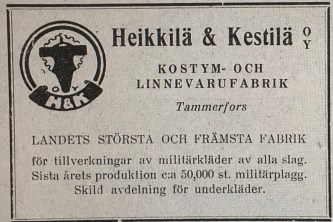 Heikkilä & Kestilä O/Y
KOSTYM- OCH
LINNEVARUFABRIK
Tammerfors
OY
H&K
LANDETS STÖRSTA OCH FRÄMSTA FABRIK
för tillverkningar av militärkläder av alla slag.
Sista årets produktion c:a 50,000 st. militärplagg.
Skild avdelning för underkläder.